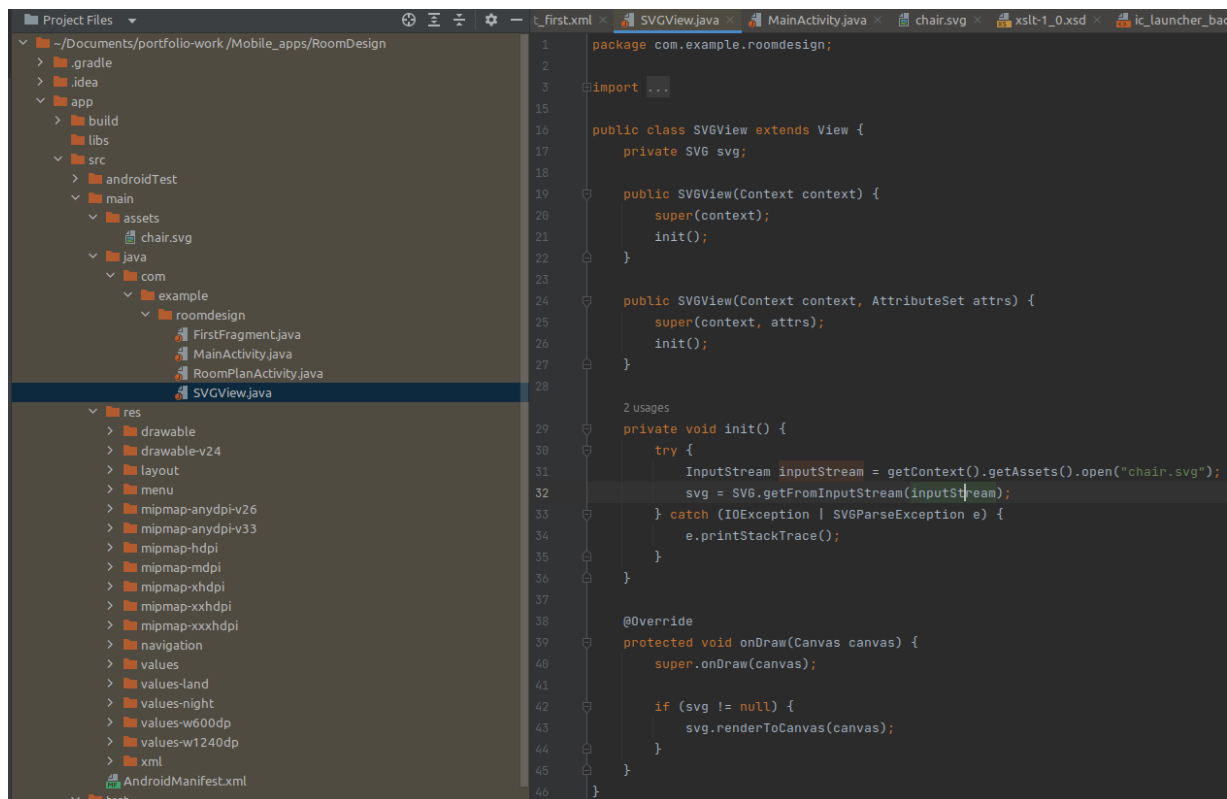 Project Files
~/Documents/portfolio-work /Mobile_apps/RoomDesign
.gradle
.idea
app
build
libs
src
androidTest
main
assets
chair.svg
java
com
example
roomdesign
FirstFragment.java
MainActivity.java
RoomPlanActivity.java
SVGView.java
res
drawable
drawable-v24
layout
menu
mipmap-anydpi-v26
mipmap-anydpi-v33
mipmap-hdpi
mipmap-mdpi
mipmap-xhdpi
mipmap-xxhdpi
mipmap-xxxhdpi
navigation
values
values-land
values-night
values-w600dp
values-w1240dp
xml
AndroidManifest.xml
t_first.xml SVGView.java MainActivity.java chair.svg xslt-1_0.xsd ic_launcher_bac
1 package com.example.roomdesign;
2
3 import ...
15
16 public class SVGView extends View {
17 private SVG svg;
18
19 public SVGView(Context context) {
20 super(context);
21 init();
22 }
23
24 public SVGView(Context context, AttributeSet attrs) {
25 super(context, attrs);
26 init();
27 }
28
2 usages
29 private void init() {
30 try {
31 InputStream inputStream = getContext().getAssets().open("chair.svg");
32 svg = SVG.getFromInputStream(inputStream);
33 } catch (IOException | SVGParseException e) {
34 e.printStackTrace();
35 }
36 }
37
38 @Override
39 protected void onDraw(Canvas canvas) {
40 super.onDraw(canvas);
41
42 if (svg != null) {
43 svg.renderToCanvas(canvas);
44 }
45 }
46 }